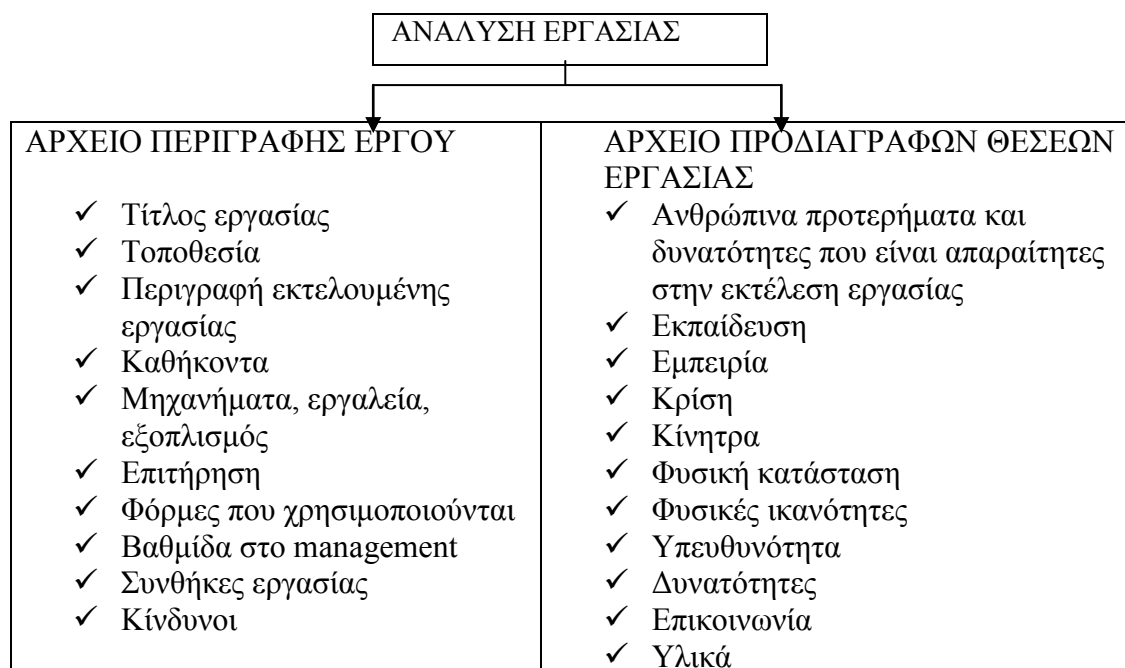 ΑΝΑΛΥΣΗ ΕΡΓΑΣΙΑΣ
ΑΡΧΕΙΟ ΠΕΡΙΓΡΑΦΗΣ ΕΡΓΟΥ
✓ Τίτλος εργασίας
✓ Τοποθεσία
✓ Περιγραφή εκτελουμένης
εργασίας
✓ Καθήκοντα
✓ Μηχανήματα, εργαλεία,
εξοπλισμός
✓ Επιτήρηση
✓ Φόρμες που χρησιμοποιούνται
✓ Βαθμίδα στο management
✓ Συνθήκες εργασίας
✓ Κίνδυνοι
ΑΡΧΕΙΟ ΠΡΟΔΙΑΓΡΑΦΩΝ ΘΕΣΕΩΝ
ΕΡΓΑΣΙΑΣ
✓ Ανθρώπινα προτερήματα και
δυνατότητες που είναι απαραίτητες
στην εκτέλεση εργασίας
✓ Εκπαίδευση
✓ Εμπειρία
✓ Κρίση
✓ Κίνητρα
✓ Φυσική κατάσταση
✓ Φυσικές ικανότητες
✓ Υπευθυνότητα
✓ Δυνατότητες
✓ Επικοινωνία
✓ Υλικά